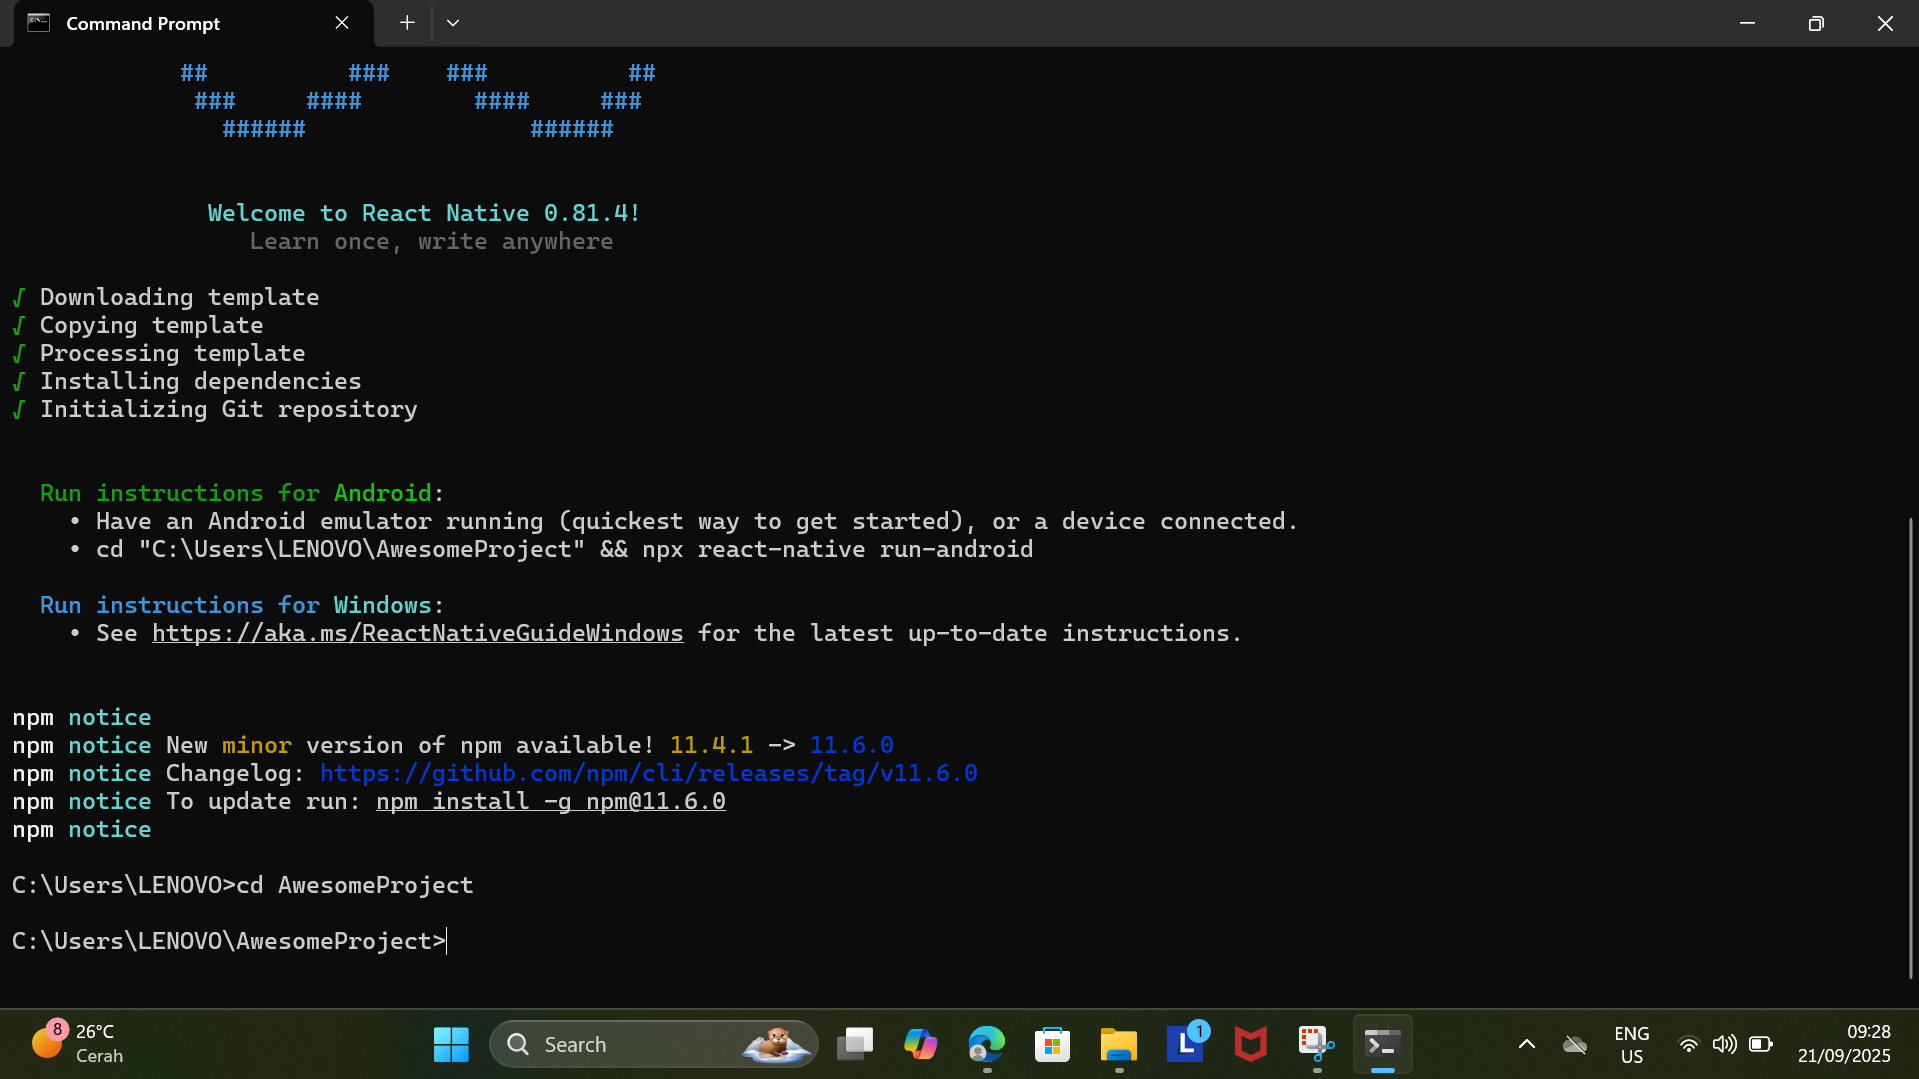 Command Prompt
## ### ### ##
### #### #### ###
###### ######
Welcome to React Native 0.81.4!
Learn once, write anywhere
√ Downloading template
√ Copying template
√ Processing template
√ Installing dependencies
√ Initializing Git repository
Run instructions for Android:
• Have an Android emulator running (quickest way to get started), or a device connected.
• cd "C:\Users\LENOVO\AwesomeProject" && npx react-native run-android
Run instructions for Windows:
• See https://aka.ms/ReactNativeGuideWindows for the latest up-to-date instructions.
npm notice
npm notice New minor version of npm available! 11.4.1 -> 11.6.0
npm notice Changelog: https://github.com/npm/cli/releases/tag/v11.6.0
npm notice To update run: npm install -g npm@11.6.0
npm notice
C:\Users\LENOVO>cd AwesomeProject
C:\Users\LENOVO\AwesomeProject>
8
26°C
Cerah
Search
L
1
ENG
US
09:28
21/09/2025